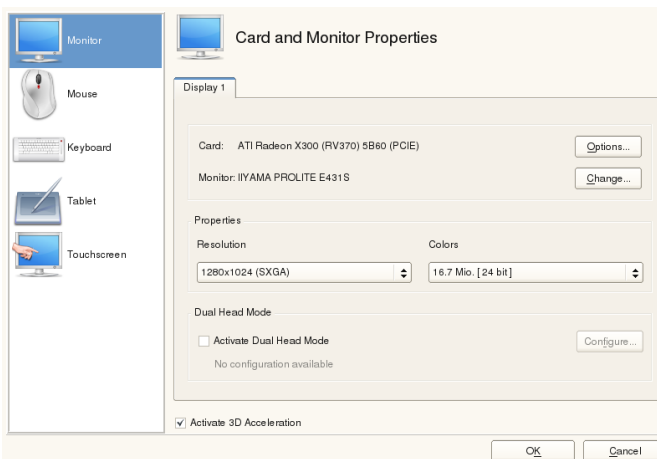 Monitor
Mouse
Keyboard
Tablet
Touchscreen
Card and Monitor Properties
Display 1
Card: ATI Radeon X300 (RV370) 5B60 (PCIE)
Options...
Monitor: IIYAMA PROLITE E431S
Change...
Properties
Resolution
Colors
1280x1024 (SXGA)
16.7 Mio. [ 24 bit ]
Dual Head Mode
Activate Dual Head Mode
Configure...
No configuration available
Activate 3D Acceleration
OK
Cancel